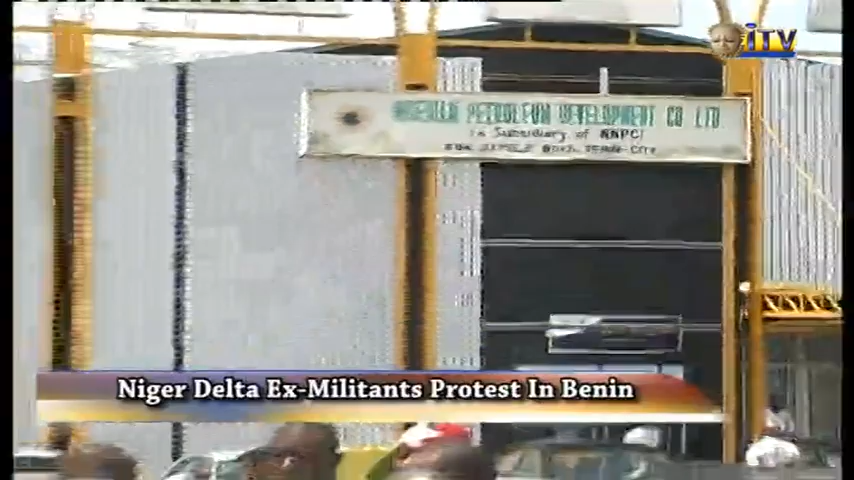 iTV
PETROLEUM DEVELOPMENT CO LTD
(A Subsidiary of NNPC)
Niger Delta Ex-Militants Protest In Benin